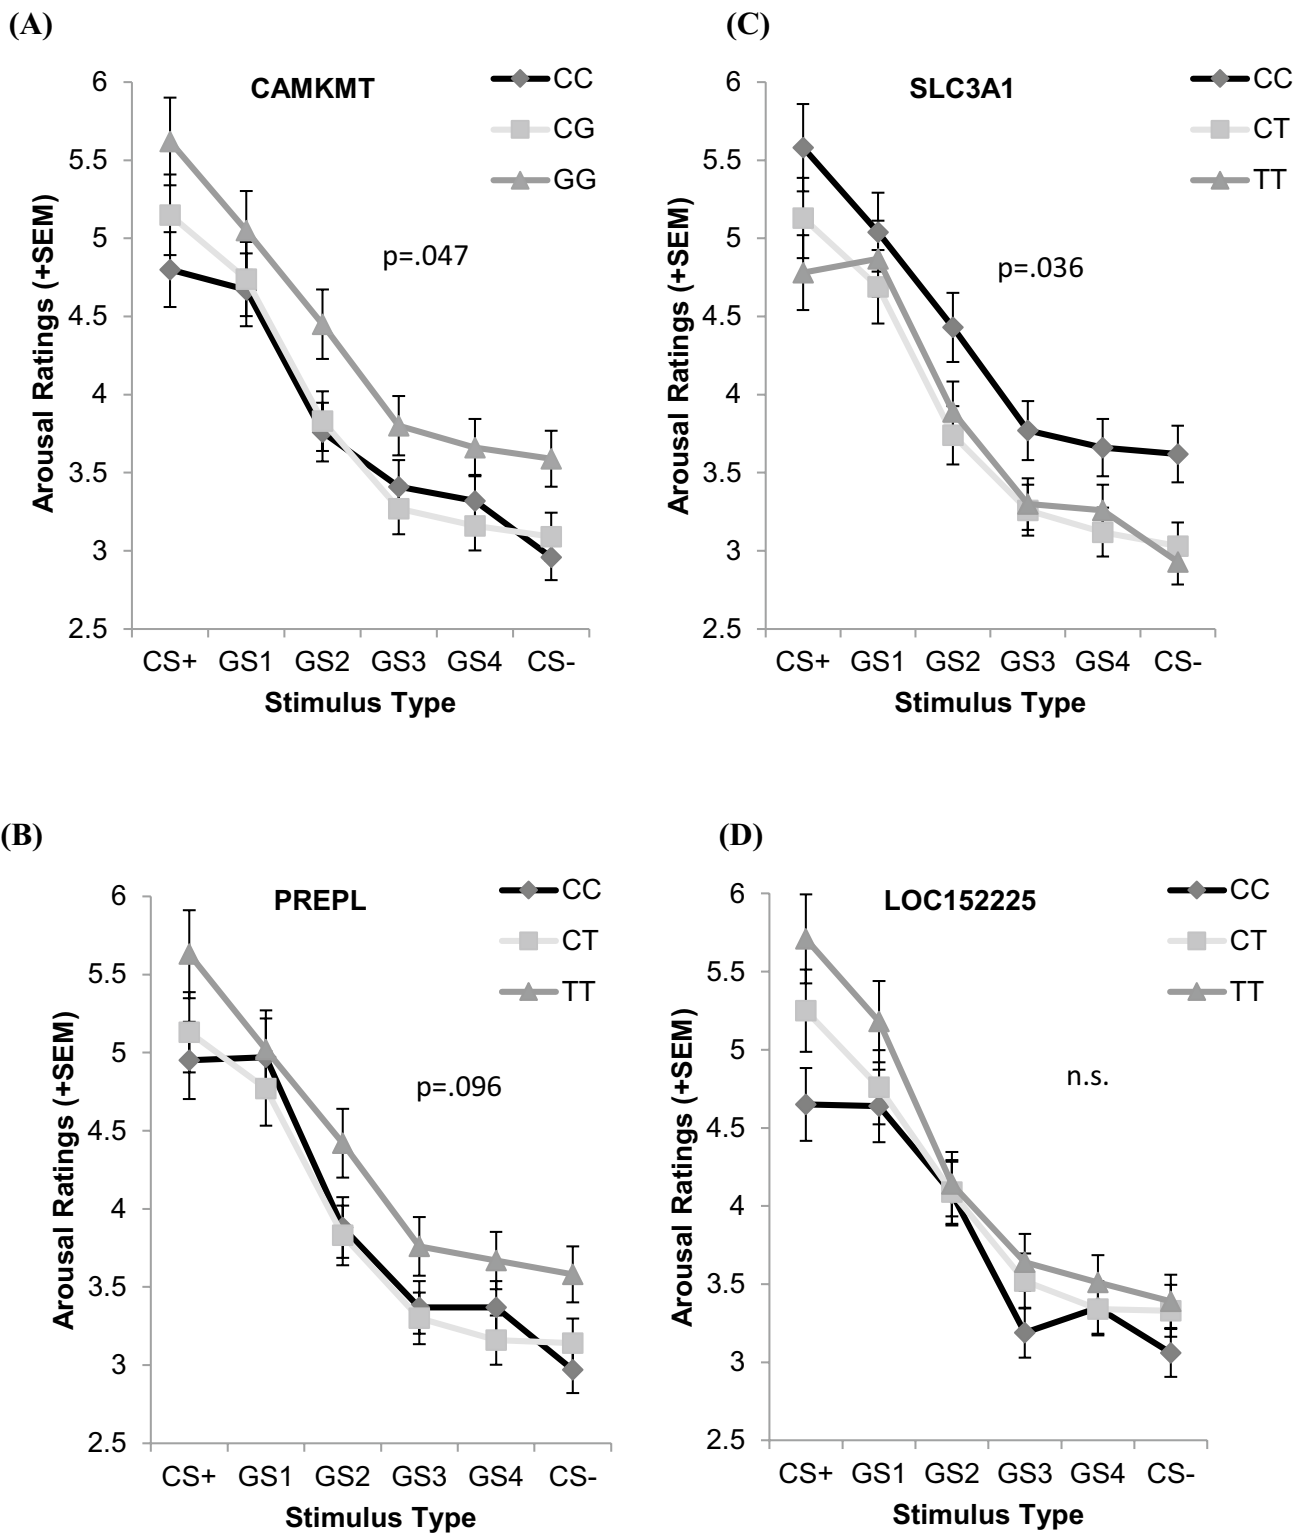 (A)
CAMKMT
CC
CG
GG
p=.047
Arousal Ratings (+SEM)
6
5.5
5
4.5
4
3.5
3
2.5
CS+ GS1 GS2 GS3 GS4 CS-
Stimulus Type
(C)
SLC3A1
CC
CT
TT
p=.036
Arousal Ratings (+SEM)
6
5.5
5
4.5
4
3.5
3
2.5
CS+ GS1 GS2 GS3 GS4 CS-
Stimulus Type
(B)
PREPL
CC
CT
TT
p=.096
Arousal Ratings (+SEM)
6
5.5
5
4.5
4
3.5
3
2.5
CS+ GS1 GS2 GS3 GS4 CS-
Stimulus Type
(D)
LOC152225
CC
CT
TT
n.s.
Arousal Ratings (+SEM)
6
5.5
5
4.5
4
3.5
3
2.5
CS+ GS1 GS2 GS3 GS4 CS-
Stimulus Type